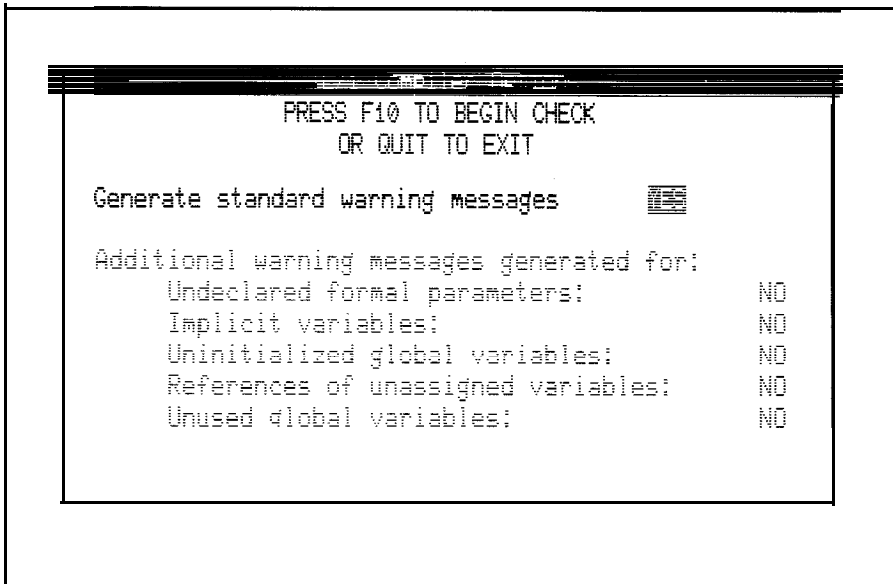 PRESS F10 TO BEGIN CHECK
OR QUIT TO EXIT
Generate standard warning messages YES
Additional warning messages generated for:
Undeclared formal parameters: NO
Implicit variables: NO
Uninitialized global variables: NO
References of unassigned variables: NO
Unused global variables: NO